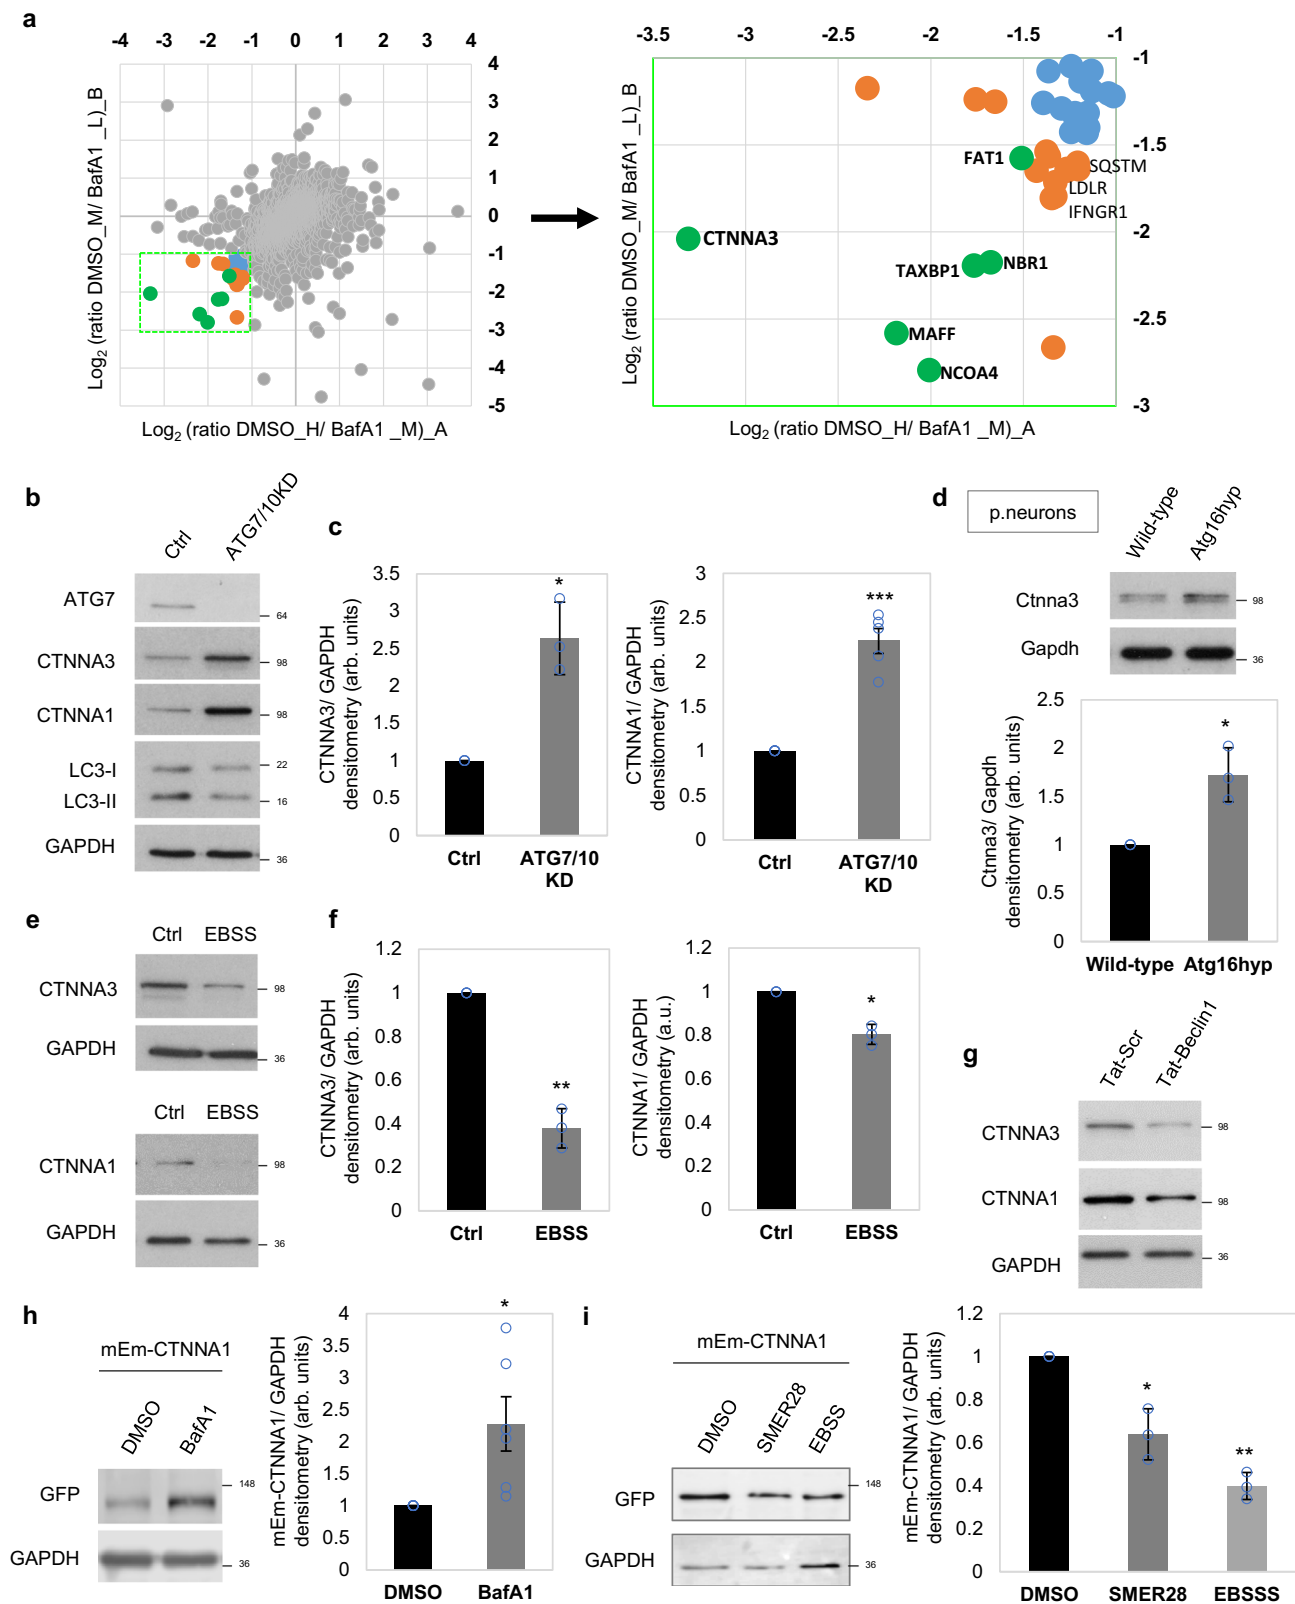 a
-4 -3 -2 -1 0 1 2 3 4
4
3
2
1
0
-1
-2
-3
-4
-5
Log2 (ratio DMSO_M/ BafA1 _L)_B
Log2 (ratio DMSO_H/ BafA1 _M)_A
-3.5 -3 -2.5 -2 -1.5 -1
-1
-1.5
-2
-2.5
-3
Log2 (ratio DMSO_M/ BafA1 _L)_B
FAT1
SQSTM
LDLR
IFNGR1
CTNNA3
TAXBP1
NBR1
MAFF
NCOA4
Log2 (ratio DMSO_H/ BafA1 _M)_A
b
Ctrl
ATG7/10KD
ATG7
64
CTNNA3
98
CTNNA1
98
LC3-I
22
LC3-II
16
GAPDH
36
c
CTNNA3/ GAPDH
densitometry (arb. units)
3.5
3
2.5
2
1.5
1
0.5
0
*
Ctrl
ATG7/10
KD
CTNNA1/ GAPDH
densitometry (arb. units)
3
2.5
2
1.5
1
0.5
0
***
Ctrl
ATG7/10
KD
d
p.neurons
Wild-type
Atg16hyp
Ctnna3
98
Gapdh
36
Ctnna3/ Gapdh
densitometry (arb. units)
2.5
2
1.5
1
0.5
0
*
Wild-type Atg16hyp
e
Ctrl EBSS
CTNNA3
98
GAPDH
36
Ctrl EBSS
CTNNA1
98
GAPDH
36
f
CTNNA3/ GAPDH
densitometry (arb. units)
1.2
1
0.8
0.6
0.4
0.2
0
**
Ctrl EBSS
CTNNA1/ GAPDH
densitometry (a.u.)
1.2
1
0.8
0.6
0.4
0.2
0
*
Ctrl EBSS
g
Tat-Scr
Tat-Beclin1
CTNNA3
98
CTNNA1
98
GAPDH
36
h
mEm-CTNNA1
DMSO
BafA1
GFP
148
GAPDH
36
mEm-CTNNA1/ GAPDH
densitometry (arb. units)
4
3.5
3
2.5
2
1.5
1
0.5
0
*
DMSO BafA1
i
mEm-CTNNA1
DMSO
SMER28
EBSS
GFP
148
GAPDH
36
mEm-CTNNA1/ GAPDH
densitometry (arb. units)
1.2
1
0.8
0.6
0.4
0.2
0
*
**
DMSO SMER28 EBSSS